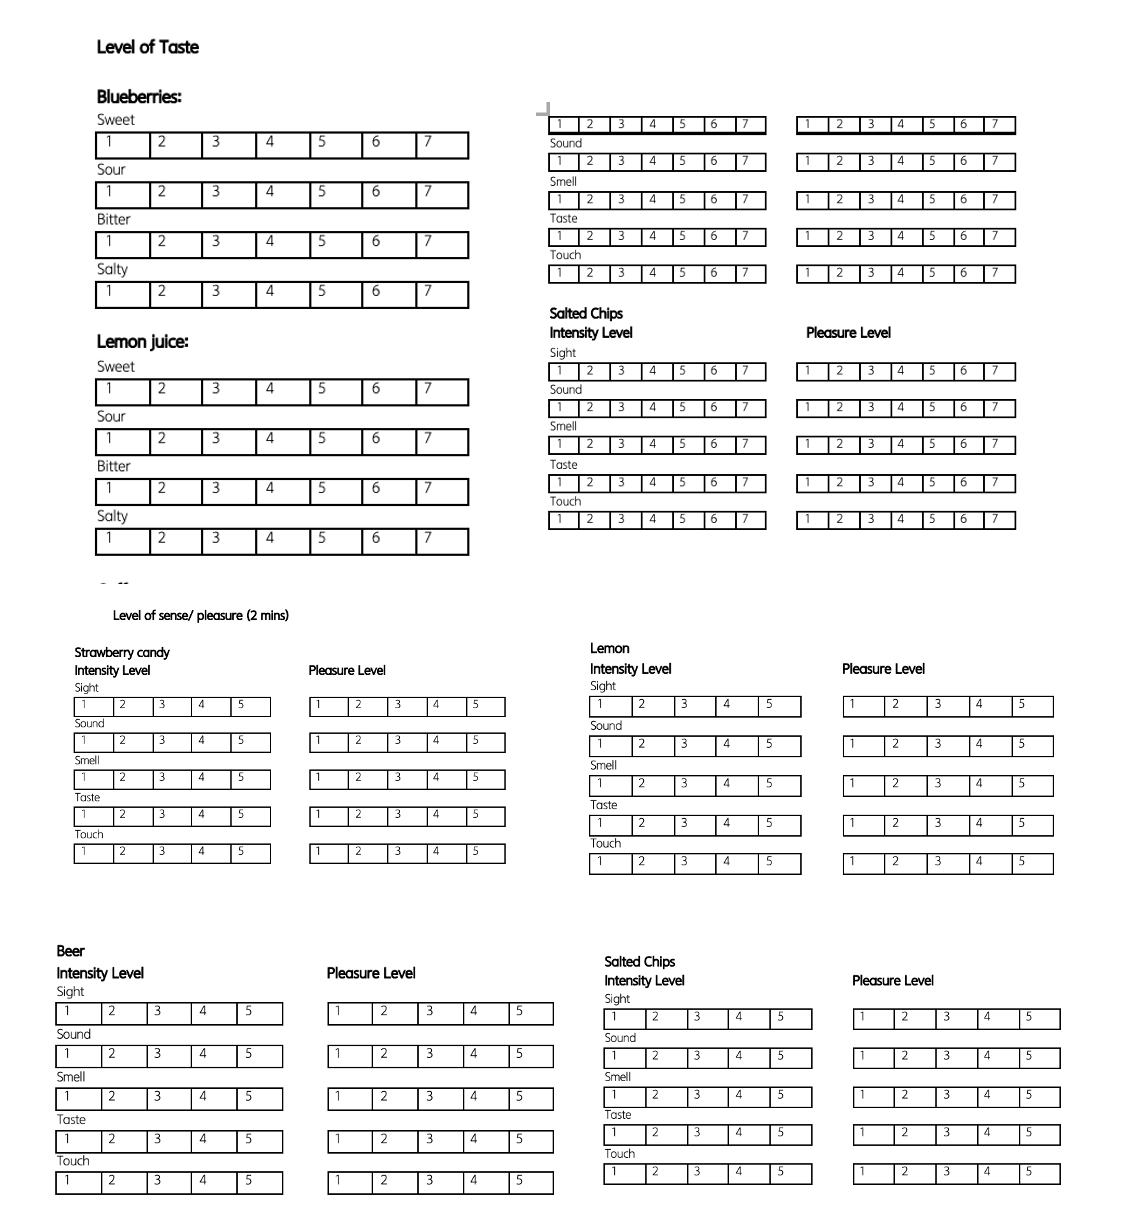 Level of Taste
Blueberries:
Sweet
1 2 3 4 5 6 7
Sour
1 2 3 4 5 6 7
Bitter
1 2 3 4 5 6 7
Salty
1 2 3 4 5 6 7
Lemon juice:
Sweet
1 2 3 4 5 6 7
Sour
1 2 3 4 5 6 7
Bitter
1 2 3 4 5 6 7
Salty
1 2 3 4 5 6 7
1 2 3 4 5 6 7 1 2 3 4 5 6 7
Sound
1 2 3 4 5 6 7 1 2 3 4 5 6 7
Smell
1 2 3 4 5 6 7 1 2 3 4 5 6 7
Taste
1 2 3 4 5 6 7 1 2 3 4 5 6 7
Touch
1 2 3 4 5 6 7 1 2 3 4 5 6 7
Salted Chips
Intensity Level Pleasure Level
Sight
1 2 3 4 5 6 7 1 2 3 4 5 6 7
Sound
1 2 3 4 5 6 7 1 2 3 4 5 6 7
Smell
1 2 3 4 5 6 7 1 2 3 4 5 6 7
Taste
1 2 3 4 5 6 7 1 2 3 4 5 6 7
Touch
1 2 3 4 5 6 7 1 2 3 4 5 6 7
Level of sense/ pleasure (2 mins)
Strawberry candy
Intensity Level Pleasure Level
Sight
1 2 3 4 5 1 2 3 4 5
Sound
1 2 3 4 5 1 2 3 4 5
Smell
1 2 3 4 5 1 2 3 4 5
Taste
1 2 3 4 5 1 2 3 4 5
Touch
1 2 3 4 5 1 2 3 4 5
Lemon
Intensity Level Pleasure Level
Sight
1 2 3 4 5 1 2 3 4 5
Sound
1 2 3 4 5 1 2 3 4 5
Smell
1 2 3 4 5 1 2 3 4 5
Taste
1 2 3 4 5 1 2 3 4 5
Touch
1 2 3 4 5 1 2 3 4 5
Beer
Intensity Level Pleasure Level
Sight
1 2 3 4 5 1 2 3 4 5
Sound
1 2 3 4 5 1 2 3 4 5
Smell
1 2 3 4 5 1 2 3 4 5
Taste
1 2 3 4 5 1 2 3 4 5
Touch
1 2 3 4 5 1 2 3 4 5
Salted Chips
Intensity Level Pleasure Level
Sight
1 2 3 4 5 1 2 3 4 5
Sound
1 2 3 4 5 1 2 3 4 5
Smell
1 2 3 4 5 1 2 3 4 5
Taste
1 2 3 4 5 1 2 3 4 5
Touch
1 2 3 4 5 1 2 3 4 5